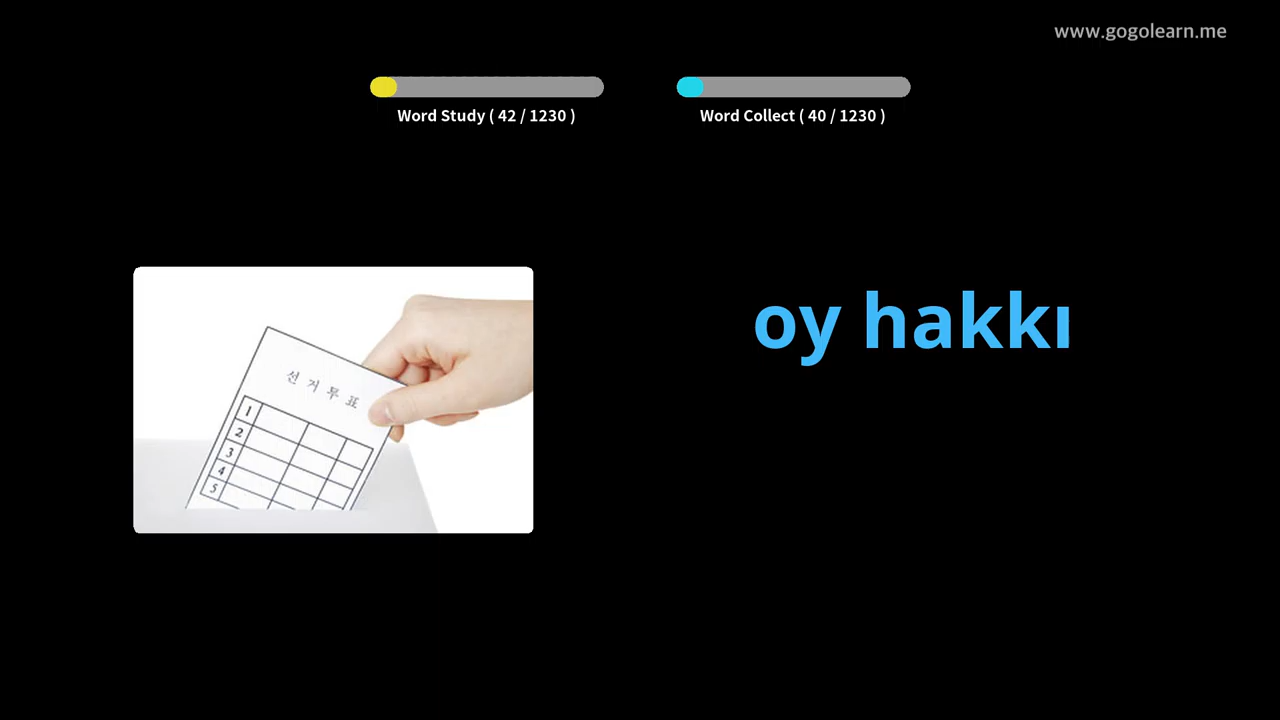 www.gogolearn.me
Word Study ( 42 / 1230 )
Word Collect ( 40 / 1230 )
oy hakkı
선거투표
1
2
3
4
5